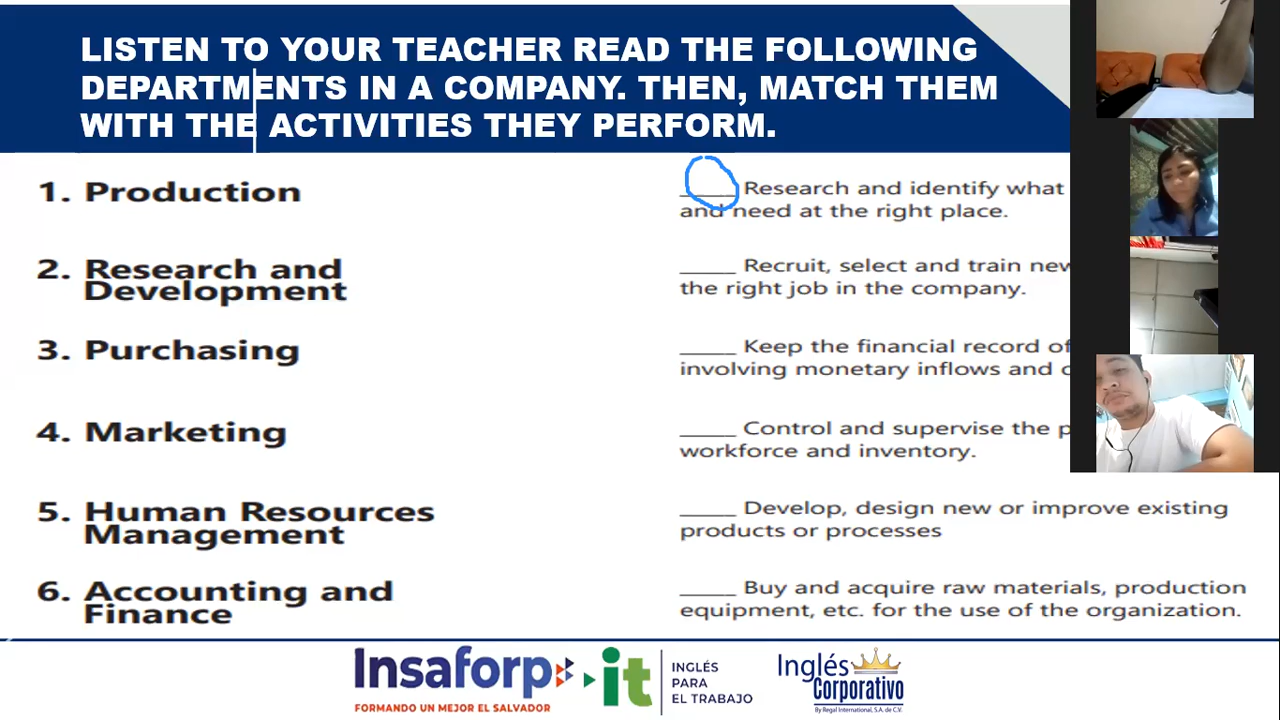 LISTEN TO YOUR TEACHER READ THE FOLLOWING
DEPARTMENTS IN A COMPANY. THEN, MATCH THEM
WITH THE ACTIVITIES THEY PERFORM.
1. Production
2. Research and
Development
3. Purchasing
4. Marketing
5. Human Resources
Management
6. Accounting and
Finance
_____ Research and identify what
and need at the right place.
_____ Recruit, select and train new
the right job in the company.
_____ Keep the financial record of
involving monetary inflows and
_____ Control and supervise the
workforce and inventory.
_____ Develop, design new or improve existing
products or processes
_____ Buy and acquire raw materials, production
equipment, etc. for the use of the organization.
Insaforp
FORMANDO UN MEJOR EL SALVADOR
it
INGLÉS
PARA
EL TRABAJO
Inglés
Corporativo
By Regal International, S.A. de C.V.